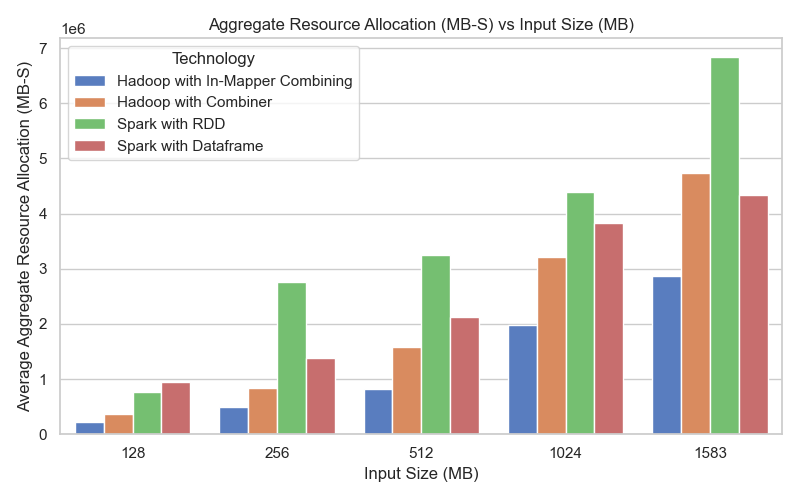 Aggregate Resource Allocation (MB-S) vs Input Size (MB)
1e6
Technology
Hadoop with In-Mapper Combining
Hadoop with Combiner
Spark with RDD
Spark with Dataframe
Average Aggregate Resource Allocation (MB-S)
7
6
5
4
3
2
1
0
128 256 512 1024 1583
Input Size (MB)